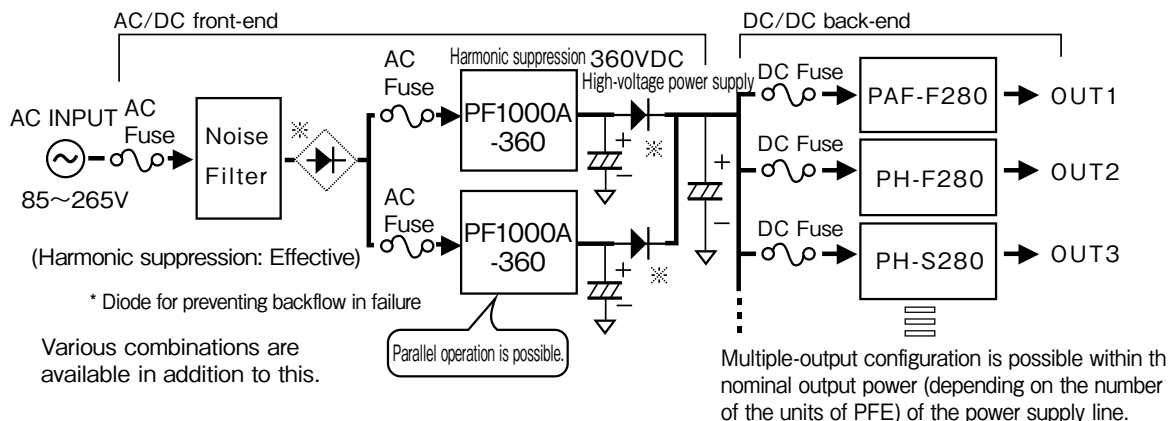 AC/DC front-end
DC/DC back-end
AC INPUT
85～265V
AC
Fuse
Noise
Filter
※
AC
Fuse
Harmonic suppression
PF1000A
-360
360VDC
High-voltage power supply
+
−
※
AC
Fuse
PF1000A
-360
+
−
※
Parallel operation is possible.
+
−
DC Fuse
PAF-F280
OUT1
DC Fuse
PH-F280
OUT2
DC Fuse
PH-S280
OUT3
(Harmonic suppression: Effective)
* Diode for preventing backflow in failure
Various combinations are
available in addition to this.
Multiple-output configuration is possible within th
nominal output power (depending on the number
of the units of PFE) of the power supply line.